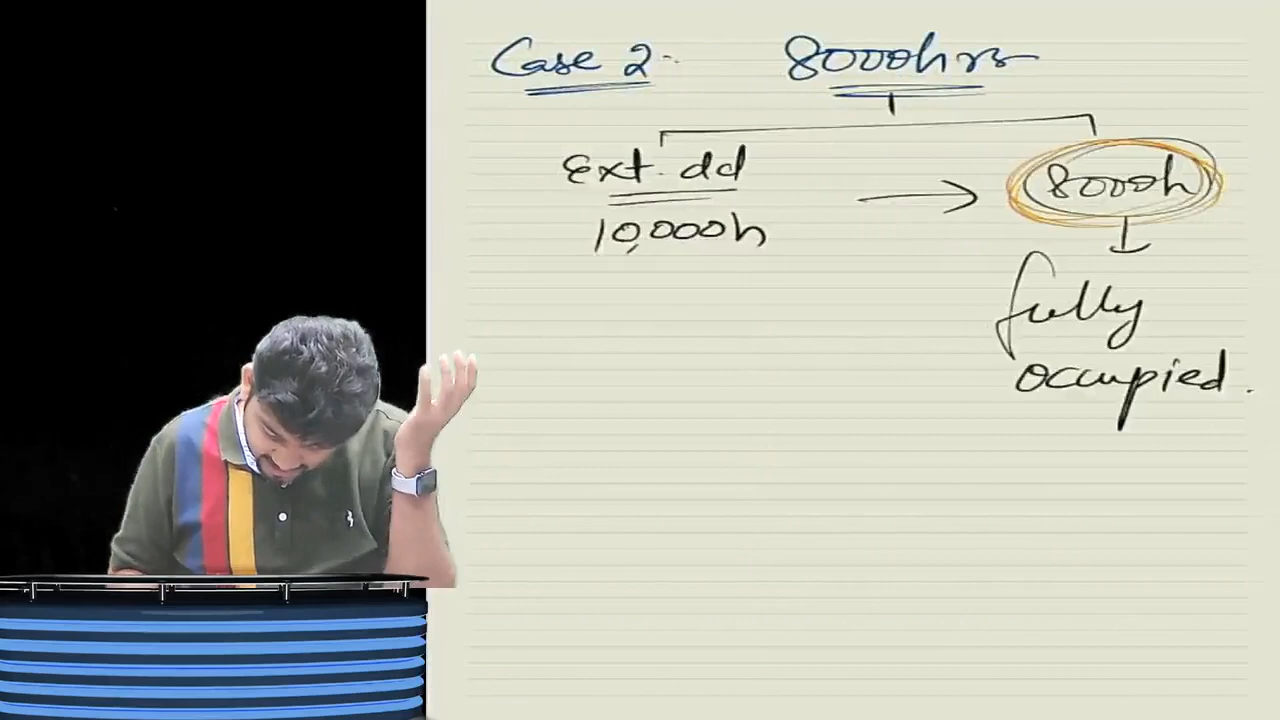 Case 2. 8000hrs
Ext. dd
8000h
10,000h
fully
occupied.